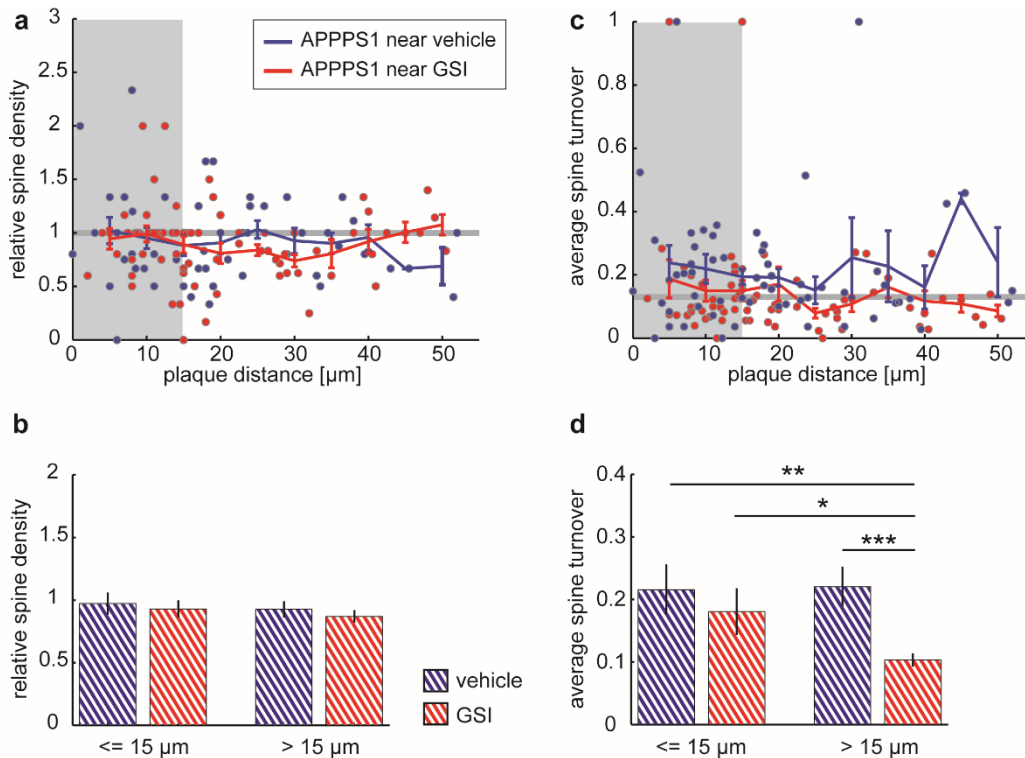 a
3
2.5
2
1.5
1
0.5
0
relative spine density
0 10 20 30 40 50
plaque distance [µm]
APPPS1 near vehicle
APPPS1 near GSI
c
1
0.8
0.6
0.4
0.2
0
average spine turnover
0 10 20 30 40 50
plaque distance [µm]
b
2
1.5
1
0.5
0
relative spine density
<= 15 µm > 15 µm
vehicle
GSI
d
0.4
0.3
0.2
0.1
0
average spine turnover
**
*
***
<= 15 µm > 15 µm